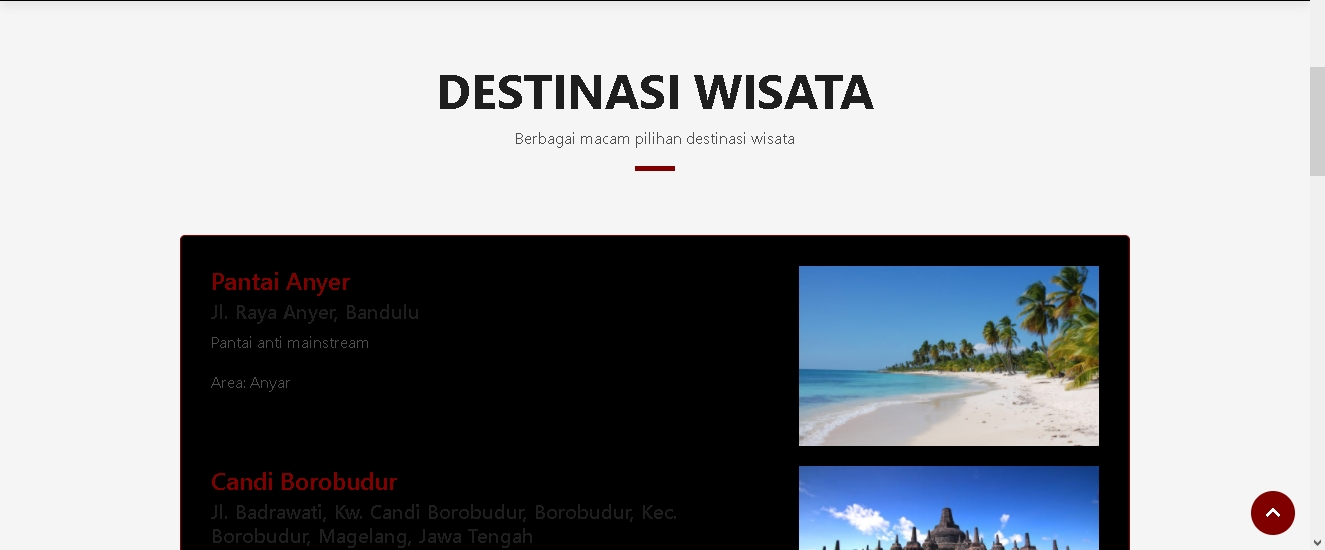 DESTINASI WISATA
Berbagai macam pilihan destinasi wisata
Pantai Anyer
Jl. Raya Anyer, Bandulu
Pantai anti mainstream
Area: Anyar
Candi Borobudur
Jl. Badrawati, Kw. Candi Borobudur, Borobudur, Kec.
Borobudur, Magelang, Jawa Tengah